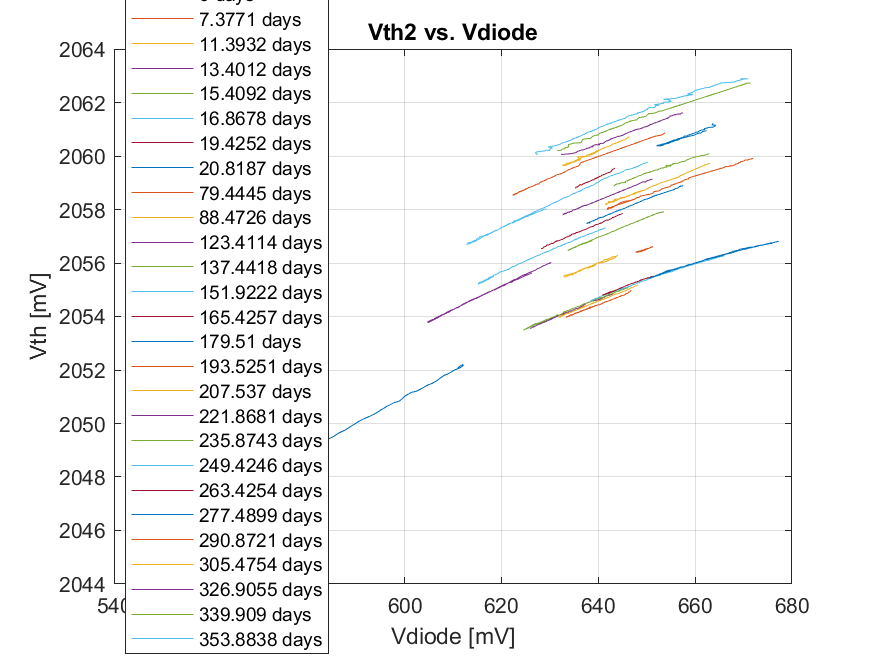 0 days
7.3771 days
11.3932 days
13.4012 days
15.4092 days
16.8678 days
19.4252 days
20.8187 days
79.4445 days
88.4726 days
123.4114 days
137.4418 days
151.9222 days
165.4257 days
179.51 days
193.5251 days
207.537 days
221.8681 days
235.8743 days
249.4246 days
263.4254 days
277.4899 days
290.8721 days
305.4754 days
326.9055 days
339.909 days
353.8838 days
Vth2 vs. Vdiode
2064
2062
2060
2058
2056
2054
2052
2050
2048
2046
2044
Vth [mV]
540
600
620
640
660
680
Vdiode [mV]